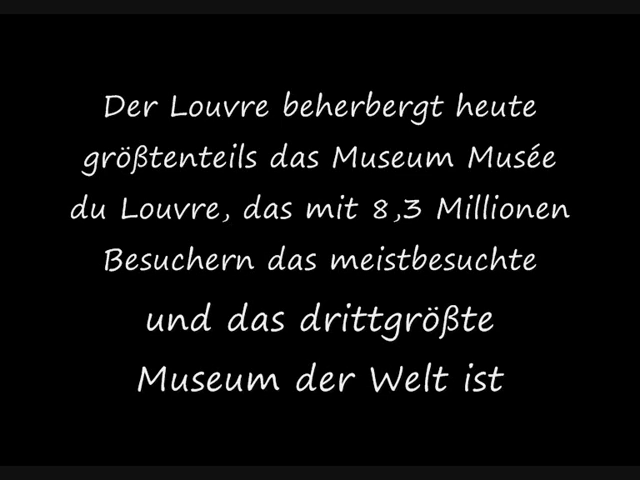 Der Louvre beherbergt heute
größtenteils das Museum Musée
du Louvre, das mit 8,3 Millionen
Besuchern das meistbesuchte
und das drittgrößte
Museum der Welt ist